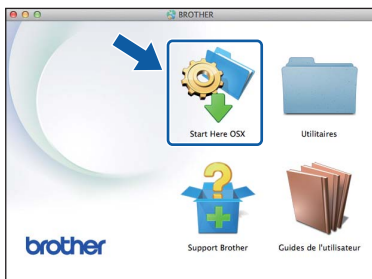 BROTHER
Start Here OSX
Utilitaires
Support Brother
Guides de l'utilisateur
brother